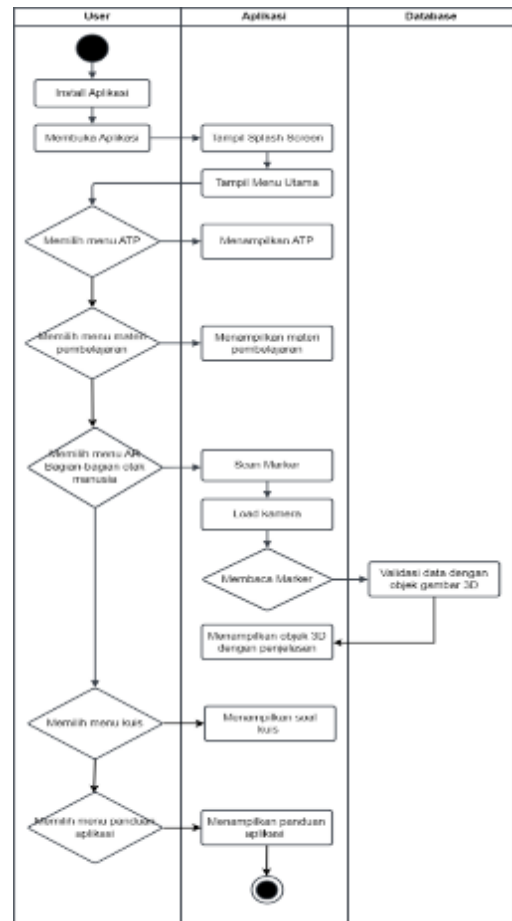 User
Aplikasi
Database
Install Aplikasi
Membuka Aplikasi
Tampil Splash Screen
Tampil Menu Utama
Memilih menu ATP
Menampilkan ATP
Memilih menu materi
pembelajaran
Menampilkan materi
pembelajaran
Memilih menu AR
Bagian-bagian otak
manusia
Scan Marker
Load kamera
Membaca Marker
Validasi data dengan
objek gambar 3D
Menampilkan objek 3D
dengan penjelasan
Memilih menu kuis
Menampilkan soal
kuis
Memilih menu panduan
aplikasi
Menampilkan panduan
aplikasi